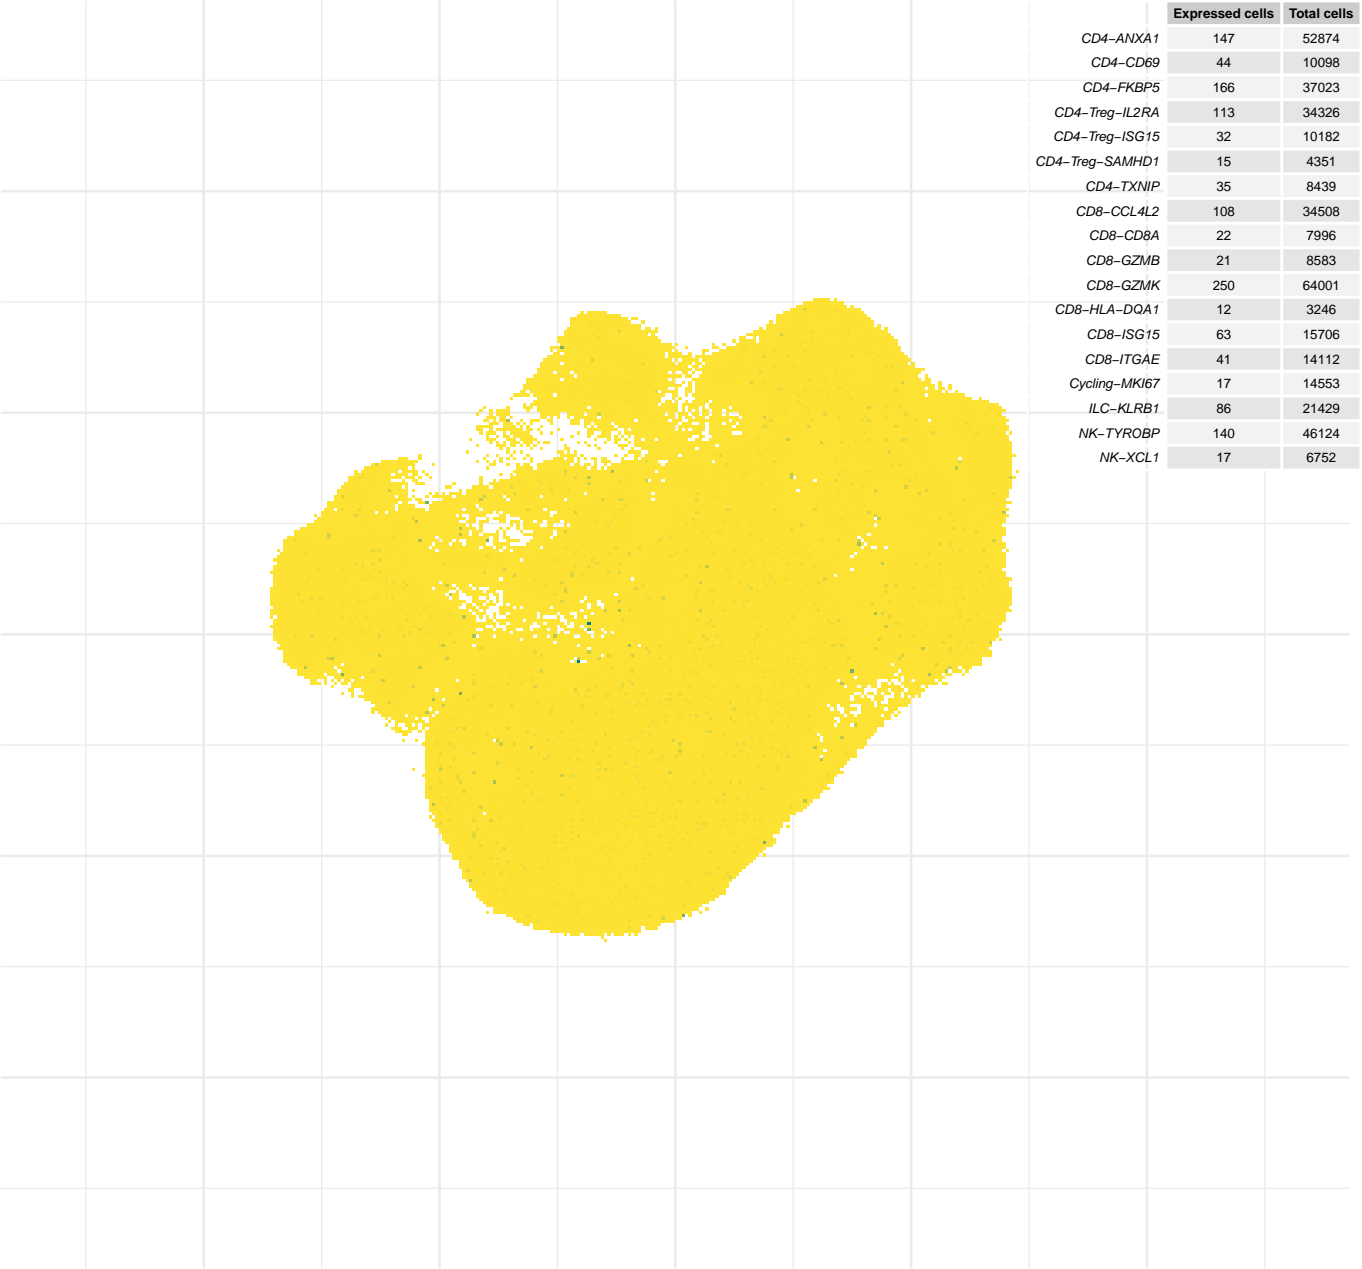 Expressed cells Total cells
CD4−ANXA1 147 52874
CD4−CD69 44 10098
CD4−FKBP5 166 37023
CD4−Treg−IL2RA 113 34326
CD4−Treg−ISG15 32 10182
CD4−Treg−SAMHD1 15 4351
CD4−TXNIP 35 8439
CD8−CCL4L2 108 34508
CD8−CD8A 22 7996
CD8−GZMB 21 8583
CD8−GZMK 250 64001
CD8−HLA−DQA1 12 3246
CD8−ISG15 63 15706
CD8−ITGAE 41 14112
Cycling−MKI67 17 14553
ILC−KLRB1 86 21429
NK−TYROBP 140 46124
NK−XCL1 17 6752